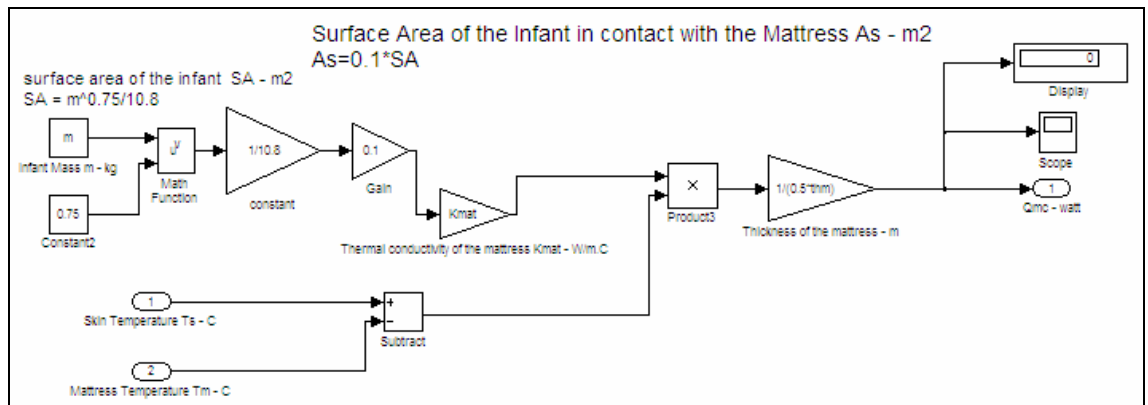 Surface Area of the Infant in contact with the Mattress As - m2
As=0.1*SA
surface area of the infant SA - m2
SA = m^0.75/10.8
m
Infant Mass m - kg
0.75
Constant2
u^v
Math
Function
1/10.8
constant
0.1
Gain
Kmat
Thermal conductivity of the mattress Kmat - W/m.C
1
Skin Temperature Ts - C
2
Mattress Temperature Tm - C
+
−
Subtract
×
Product3
1/(0.5*thm)
Thickness of the mattress - m
0
Display
Scope
1
Qmc - watt